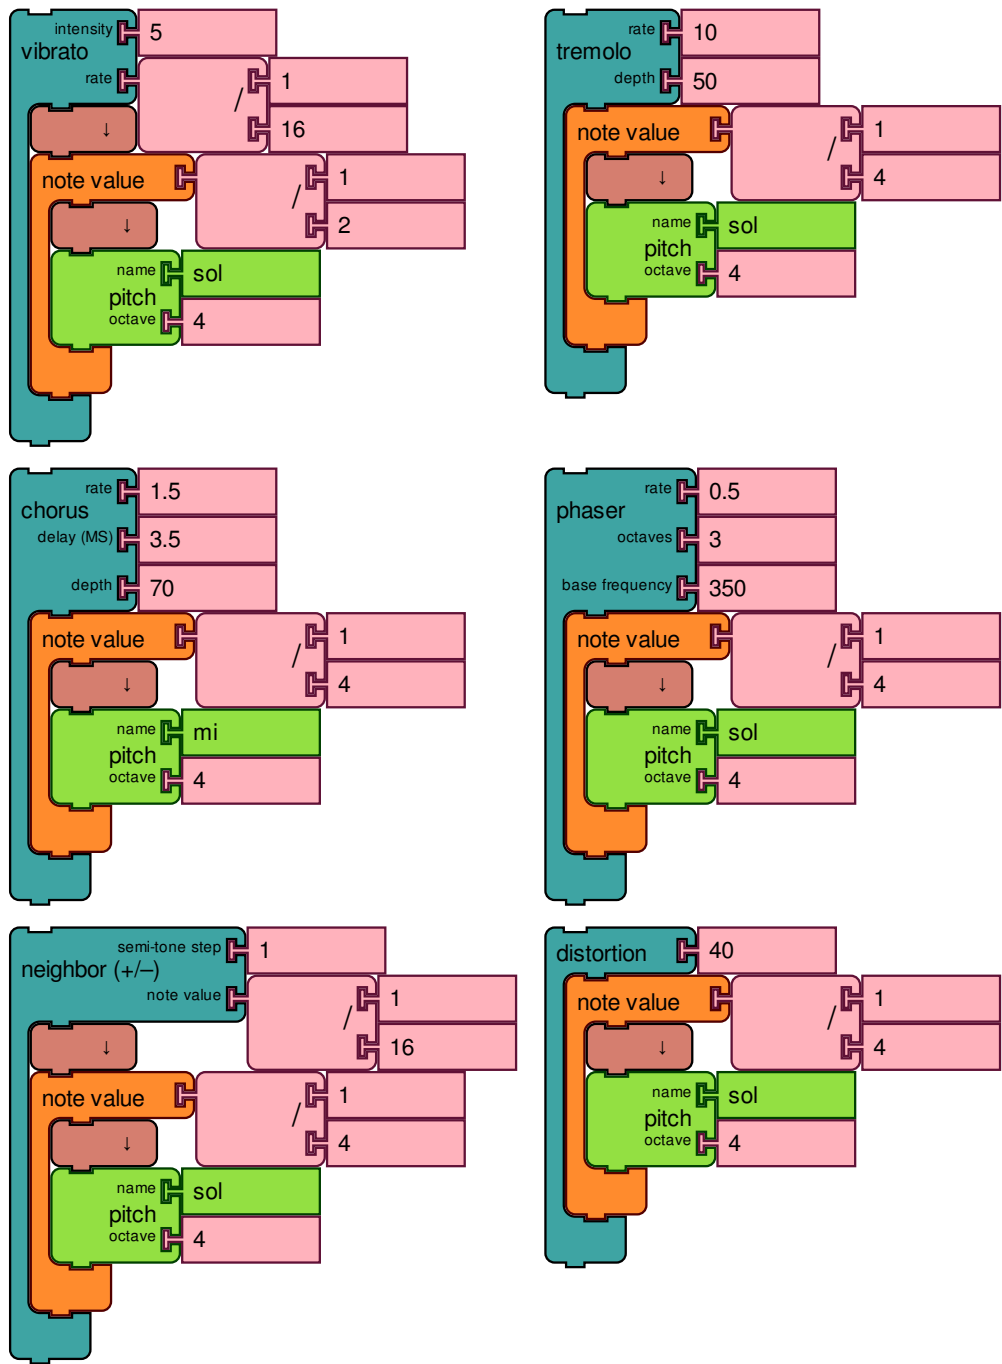 intensity 5
vibrato
rate / 1
16
↓
note value / 1
2
↓
name sol
pitch
octave 4
rate 10
tremolo
depth 50
note value / 1
4
↓
name sol
pitch
octave 4
rate 1.5
chorus
delay (MS) 3.5
depth 70
note value / 1
4
↓
name mi
pitch
octave 4
rate 0.5
phaser
octaves 3
base frequency 350
note value / 1
4
↓
name sol
pitch
octave 4
semi-tone step 1
neighbor (+/–)
note value / 1
16
↓
note value / 1
4
↓
name sol
pitch
octave 4
distortion 40
note value / 1
4
↓
name sol
pitch
octave 4